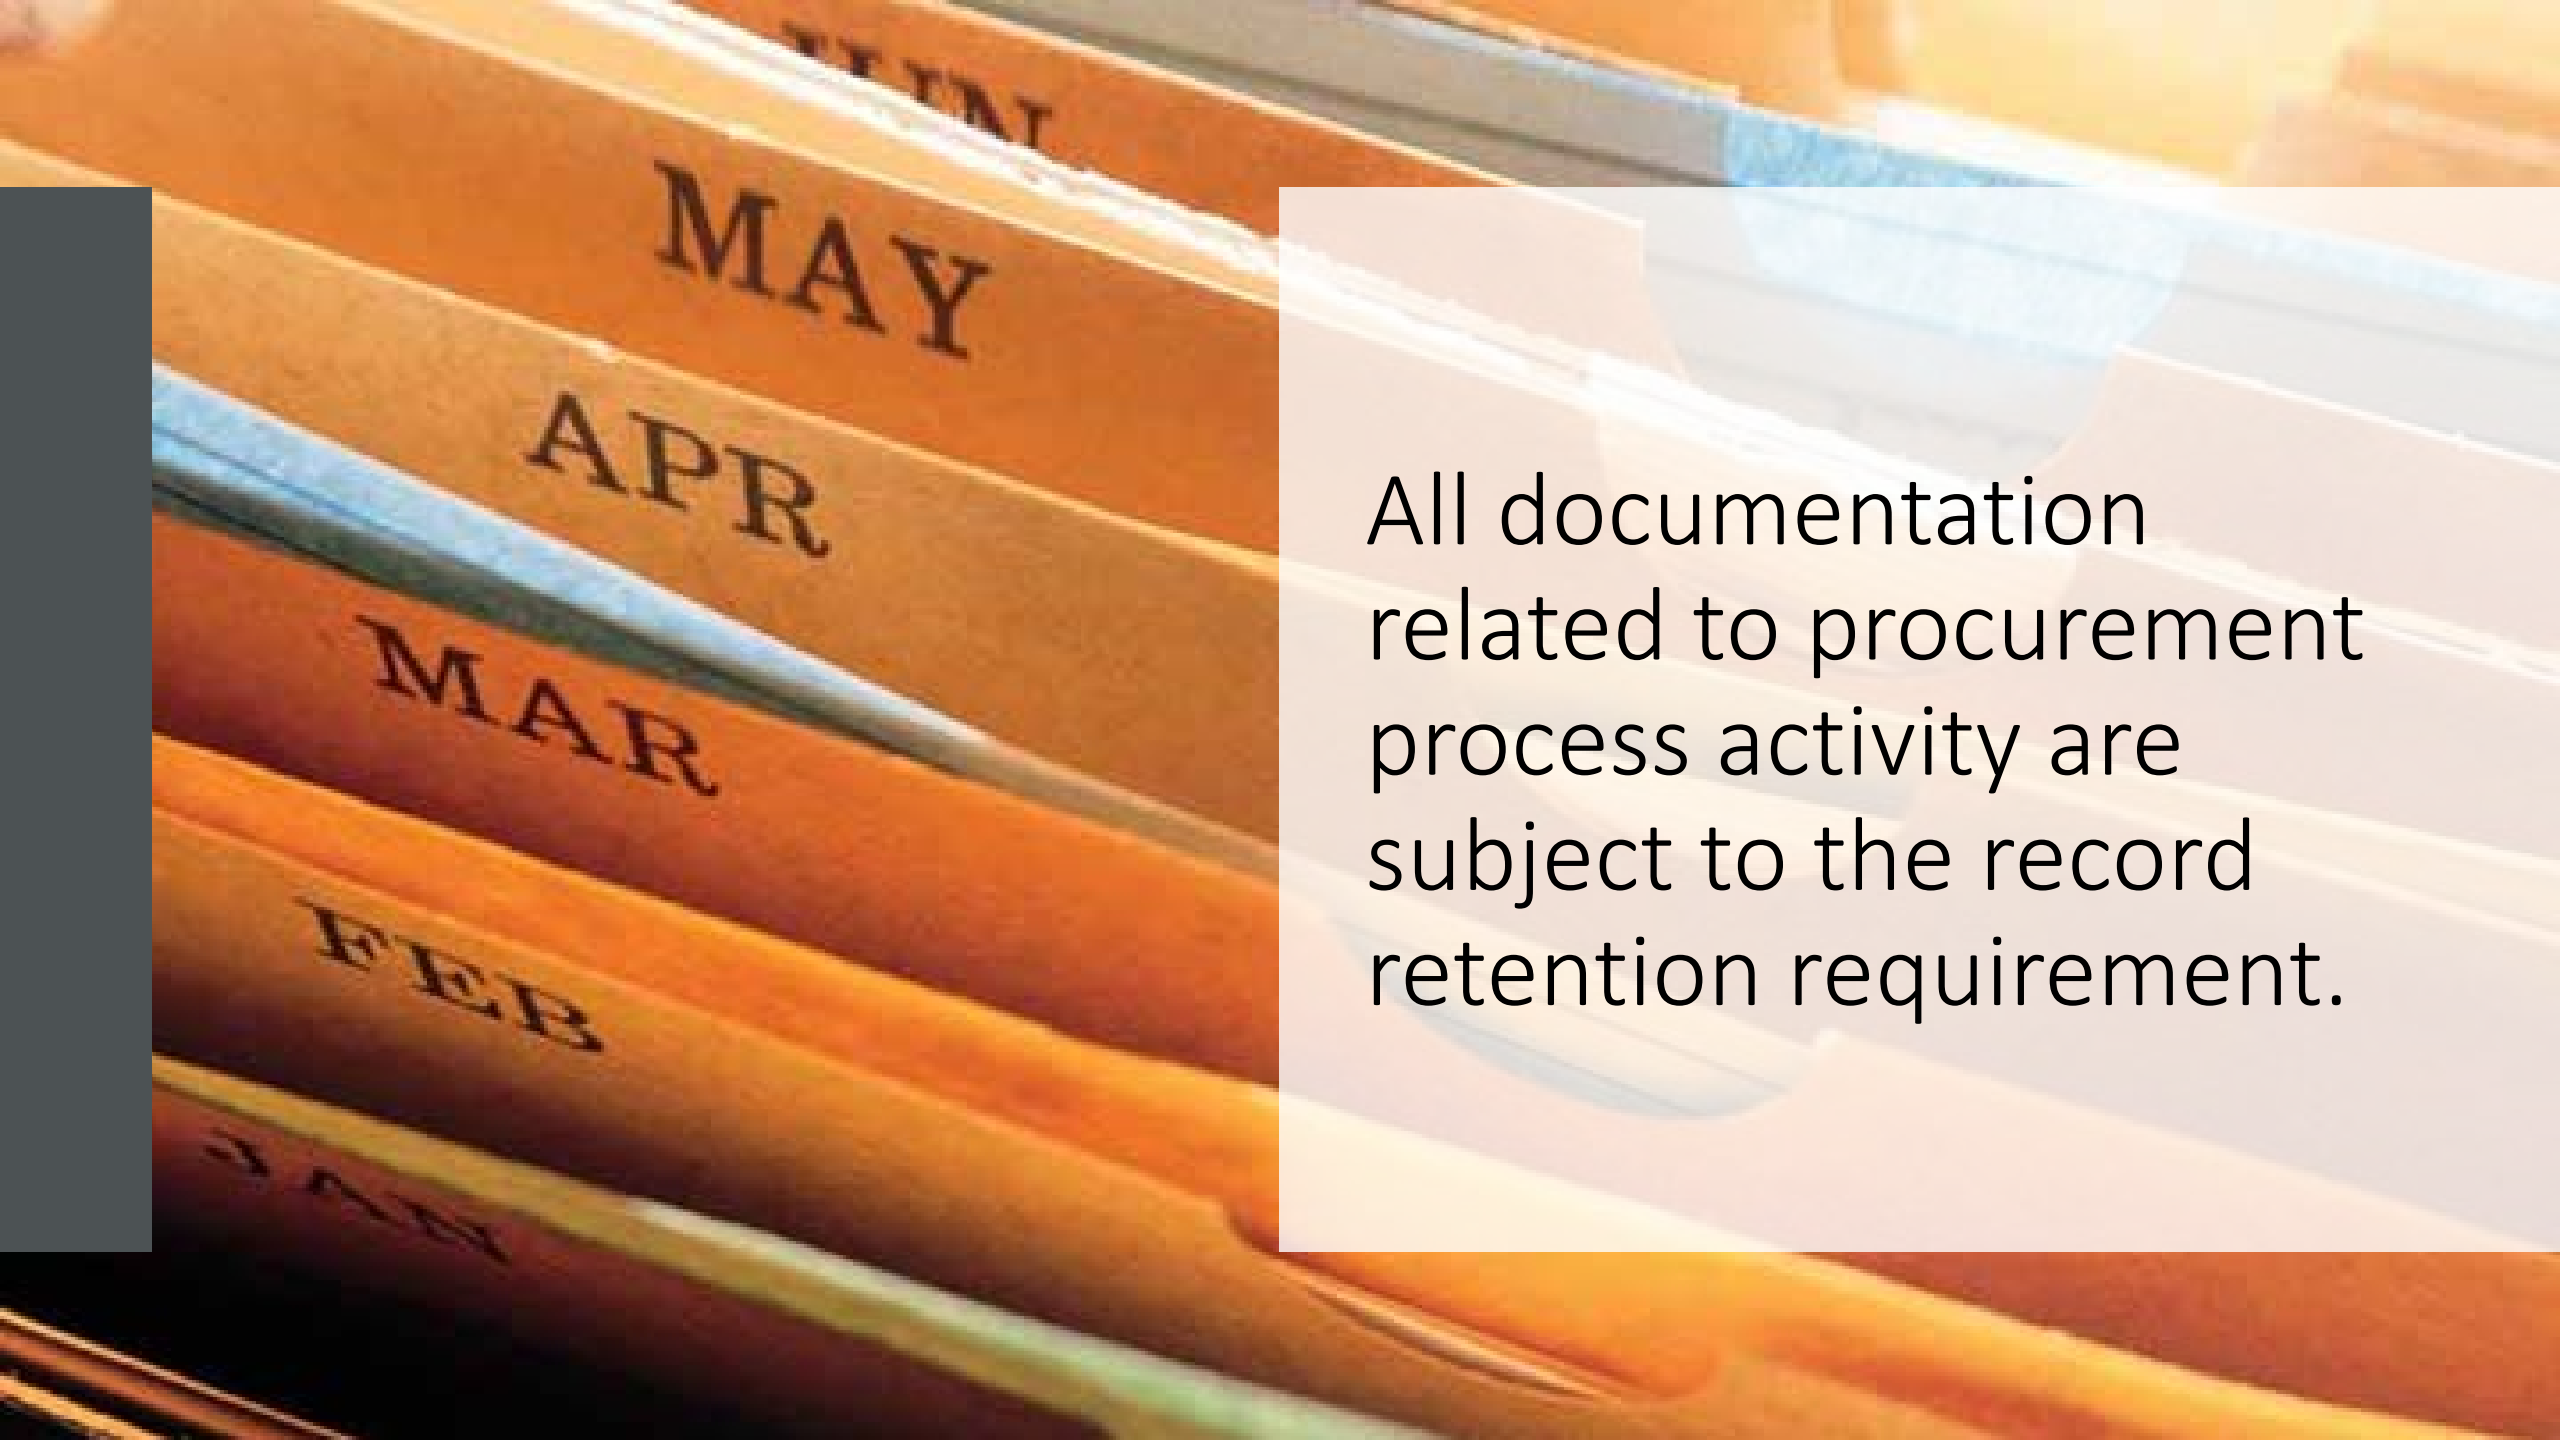 JUN
MAY
APR
MAR
FEB
JAN
All documentation
related to procurement
process activity are
subject to the record
retention requirement.